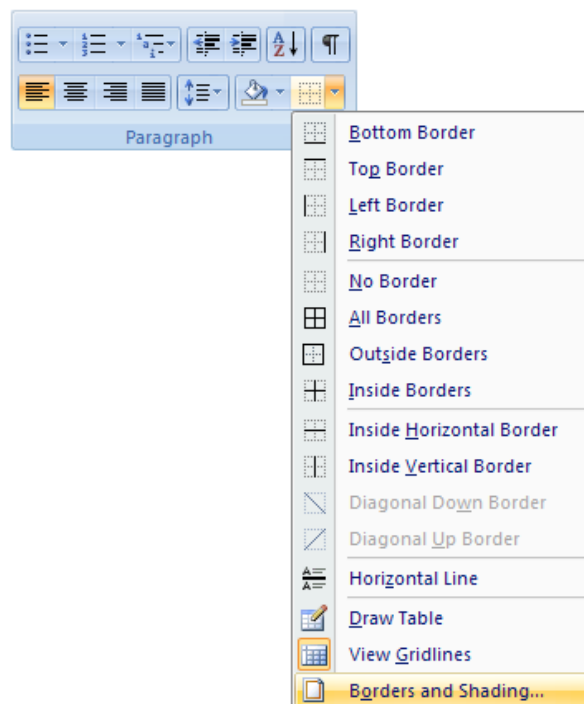 Paragraph
Bottom Border
Top Border
Left Border
Right Border
No Border
All Borders
Outside Borders
Inside Borders
Inside Horizontal Border
Inside Vertical Border
Diagonal Down Border
Diagonal Up Border
Horizontal Line
Draw Table
View Gridlines
Borders and Shading...